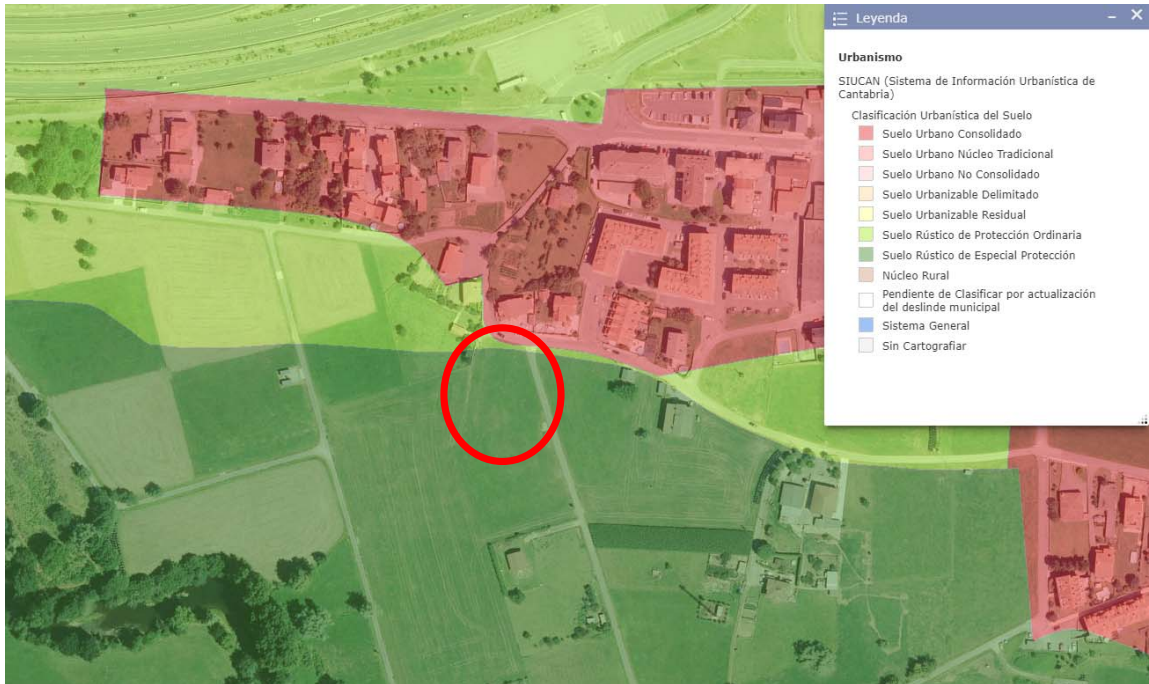 Leyenda
Urbanismo
SIUCAN (Sistema de Información Urbanística de
Cantabria)
Clasificación Urbanística del Suelo
Suelo Urbano Consolidado
Suelo Urbano Núcleo Tradicional
Suelo Urbano No Consolidado
Suelo Urbanizable Delimitado
Suelo Urbanizable Residual
Suelo Rústico de Protección Ordinaria
Suelo Rústico de Especial Protección
Núcleo Rural
Pendiente de Clasificar por actualización
del deslinde municipal
Sistema General
Sin Cartografiar